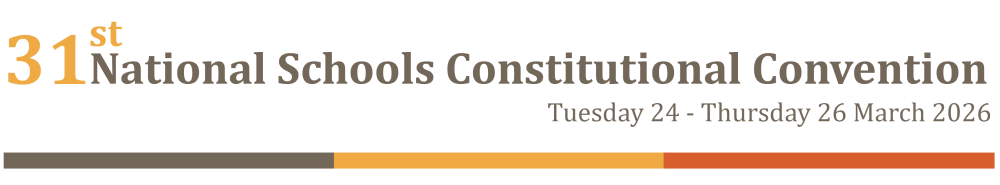 31st National Schools Constitutional Convention
Tuesday 24 - Thursday 26 March 2026